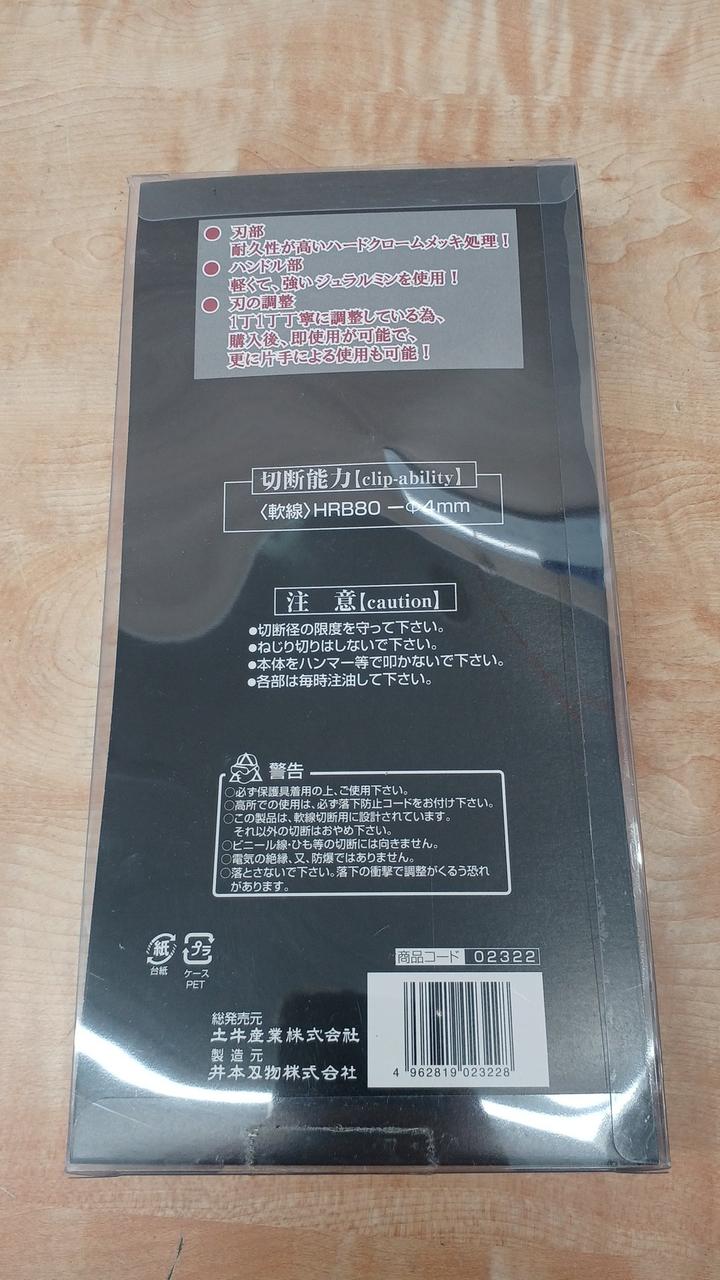 ●刃部
耐久性が高いハードクロームメッキ処理！
●ハンドル部
軽くて、強いジュラルミンを使用！
●刃の調整
1丁1丁丁寧に調整している為、
購入後、即使用が可能で、
更に片手による使用も可能！
切断能力【clip-ability】
〈軟線〉HRB80 ーΦ4mm
注 意【caution】
●切断径の限度を守って下さい。
●ねじり切りはしないで下さい。
●本体をハンマー等で叩かないで下さい。
●各部は毎時注油して下さい。
警告
○必ず保護具着用の上、ご使用下さい。
○高所での使用は、必ず落下防止コードをお付け下さい。
○この製品は、軟線切断用に設計されています。
それ以外の切断はおやめ下さい。
○ビニール線・ひも等の切断には向きません。
○電気の絶縁、又、防爆ではありません。
○落とさないで下さい。落下の衝撃で調整がくるう恐れ
があります。
紙
台紙
プラ
ケース
PET
商品コード 02322
総発売元
土牛産業株式会社
製造元
井本刃物株式会社
4 962819 023228